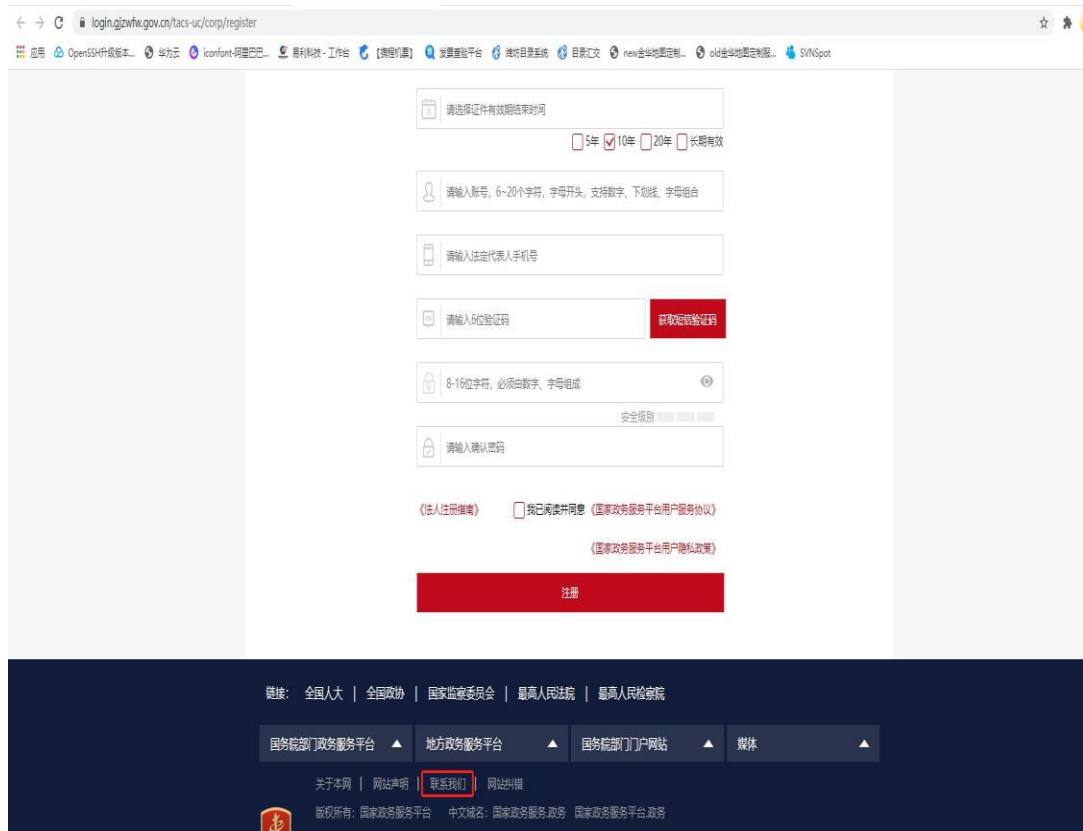 login.gjzwfw.gov.cn/tacs-uc/corp/register
应用 OpenSSH升级版本... 华为云 iconfont-阿里巴巴... 易利科技 - 工作台 【携程机票】 发票查验平台 潍坊目录系统 目录汇交 new金华地图定制... old金华地图定制服... SVNSpot
请选择证件有效期结束时间
5年 10年 20年 长期有效
请输入账号，6~20个字符，字母开头，支持数字、下划线、字母组合
请输入法定代表人手机号
请输入6位验证码 获取短信验证码
8-16位字符，必须由数字、字母组成
安全级别
请输入确认密码
《法人注册指南》 我已阅读并同意《国家政务服务平台用户服务协议》
《国家政务服务平台用户隐私政策》
注册
链接： 全国人大 | 全国政协 | 国家监察委员会 | 最高人民法院 | 最高人民检察院
国务院部门政务服务平台 ▲ 地方政务服务平台 ▲ 国务院部门门户网站 ▲ 媒体 ▲
关于本网 | 网站声明 | 联系我们 | 网站纠错
版权所有：国家政务服务平台 中文域名：国家政务服务.政务 国家政务服务平台.政务